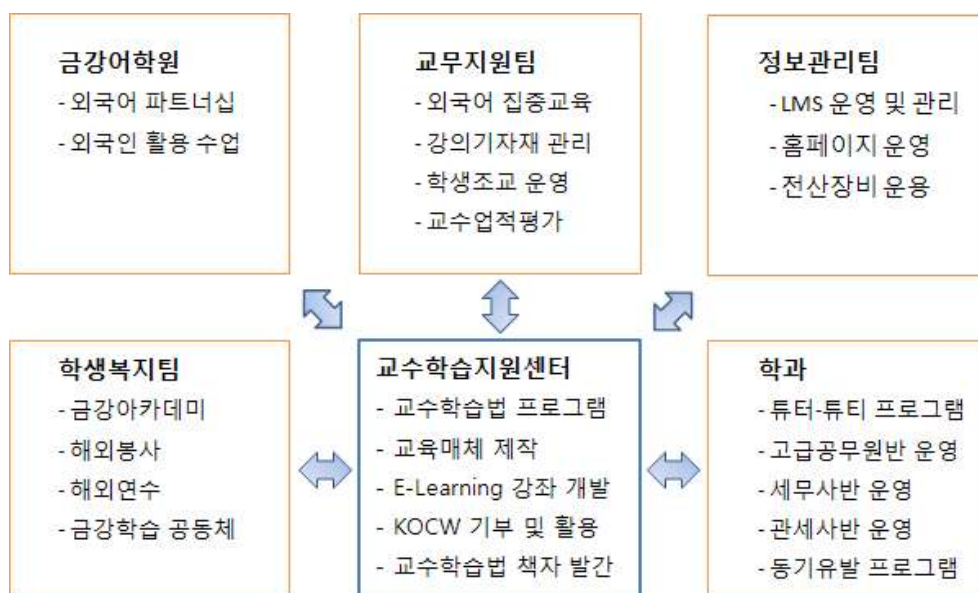 금강어학원
- 외국어 파트너십
- 외국인 활용 수업
교무지원팀
- 외국어 집중교육
- 강의기자재 관리
- 학생조교 운영
- 교수업적평가
정보관리팀
- LMS 운영 및 관리
- 홈페이지 운영
- 전산장비 운용
학생복지팀
- 금강아카데미
- 해외봉사
- 해외연수
- 금강학습 공동체
교수학습지원센터
- 교수학습법 프로그램
- 교육매체 제작
- E-Learning 강좌 개발
- KOCW 기부 및 활용
- 교수학습법 책자 발간
학과
- 튜터-튜티 프로그램
- 고급공무원반 운영
- 세무사반 운영
- 관세사반 운영
- 동기유발 프로그램